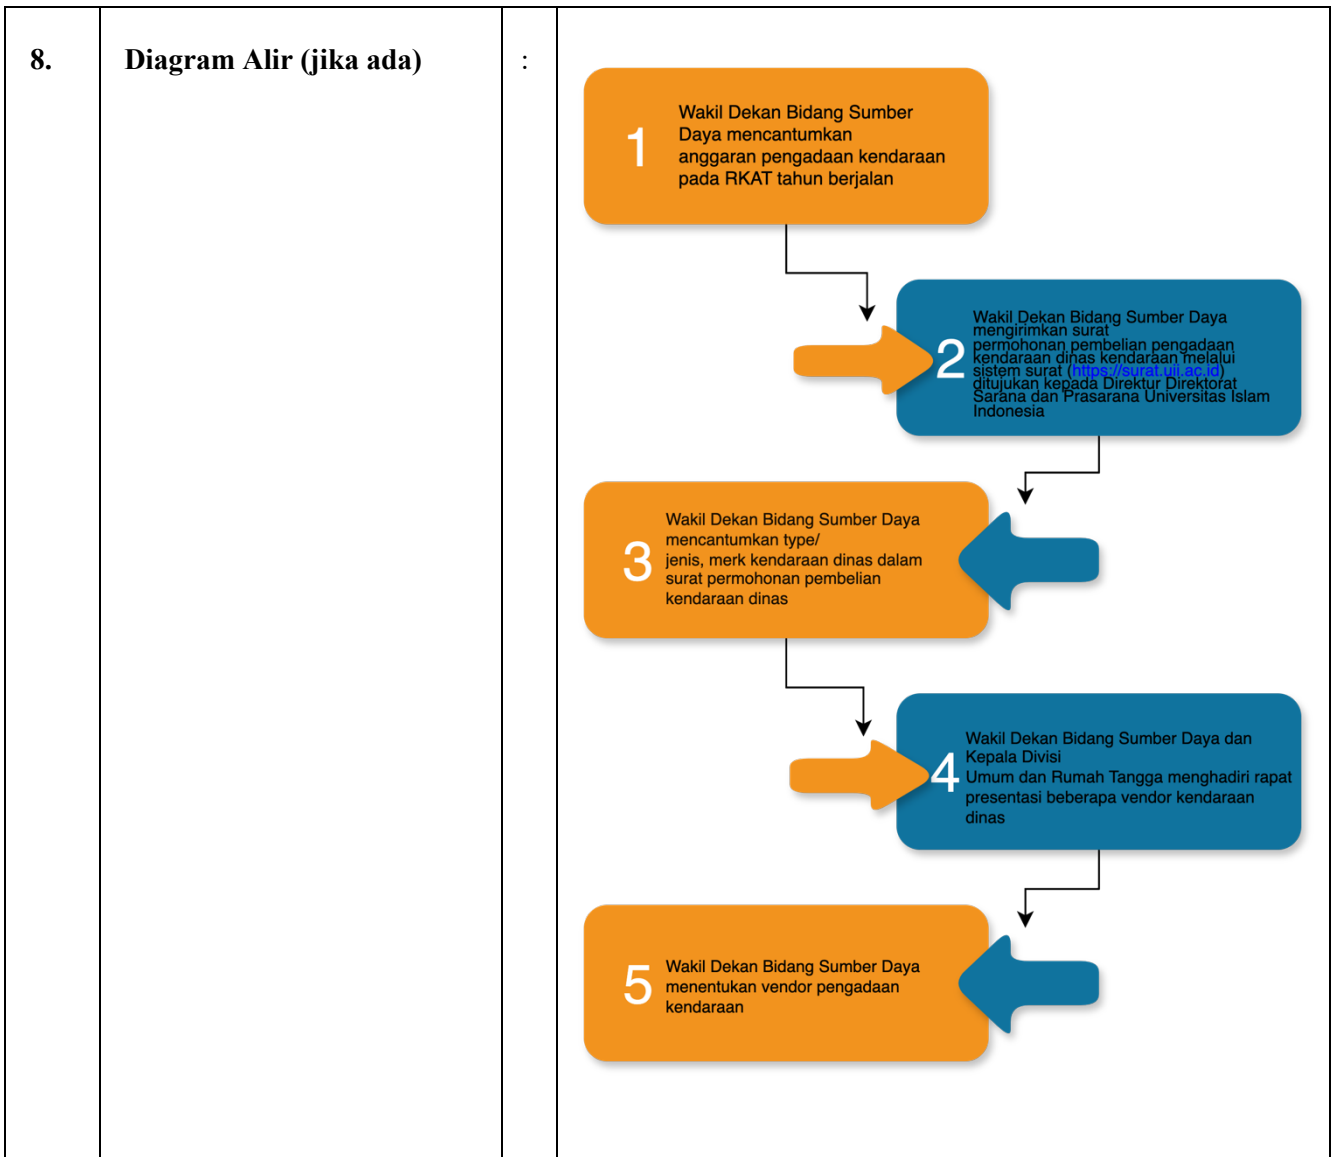 8.
Diagram Alir (jika ada)
:
1
Wakil Dekan Bidang Sumber
Daya mencantumkan
anggaran pengadaan kendaraan
pada RKAT tahun berjalan
2
Wakil Dekan Bidang Sumber Daya
mengirimkan surat
permohonan pembelian pengadaan
kendaraan dinas kendaraan melalui
sistem surat (https://surat.uii.ac.id)
ditujukan kepada Direktur Direktorat
Sarana dan Prasarana Universitas Islam
Indonesia
3
Wakil Dekan Bidang Sumber Daya
mencantumkan type/
jenis, merk kendaraan dinas dalam
surat permohonan pembelian
kendaraan dinas
4
Wakil Dekan Bidang Sumber Daya dan
Kepala Divisi
Umum dan Rumah Tangga menghadiri rapat
presentasi beberapa vendor kendaraan
dinas
5
Wakil Dekan Bidang Sumber Daya
menentukan vendor pengadaan
kendaraan